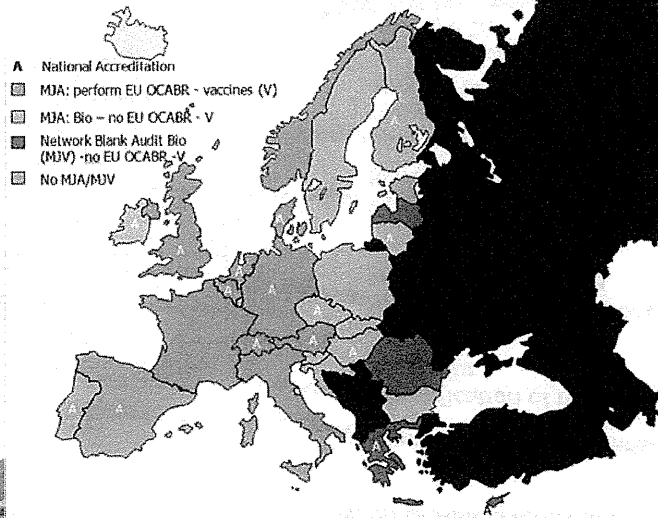 A National Accreditation
MJA: perform EU OCABR - vaccines (V)
MJA: Bio – no EU OCABR - V
Network Blank Audit Bio
(MJV) -no EU OCABR -V
No MJA/MJV
A
A
A
A
A
A
A
A
A
A
A
A
A